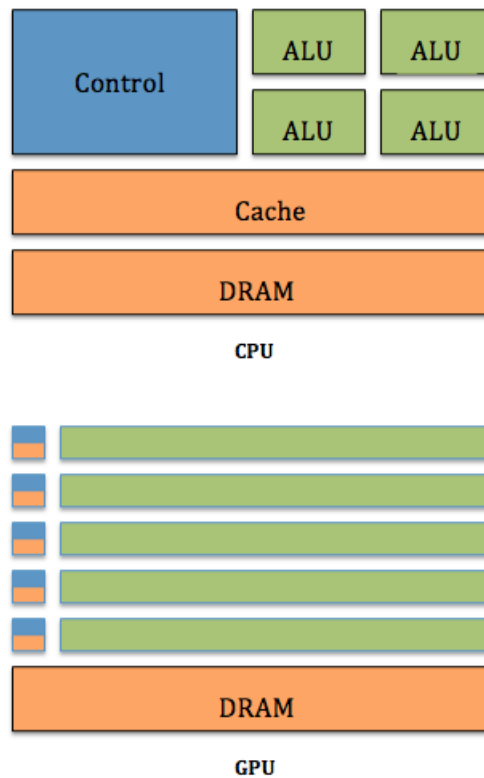 ALU ALU
Control
ALU ALU
Cache
DRAM
CPU
DRAM
GPU